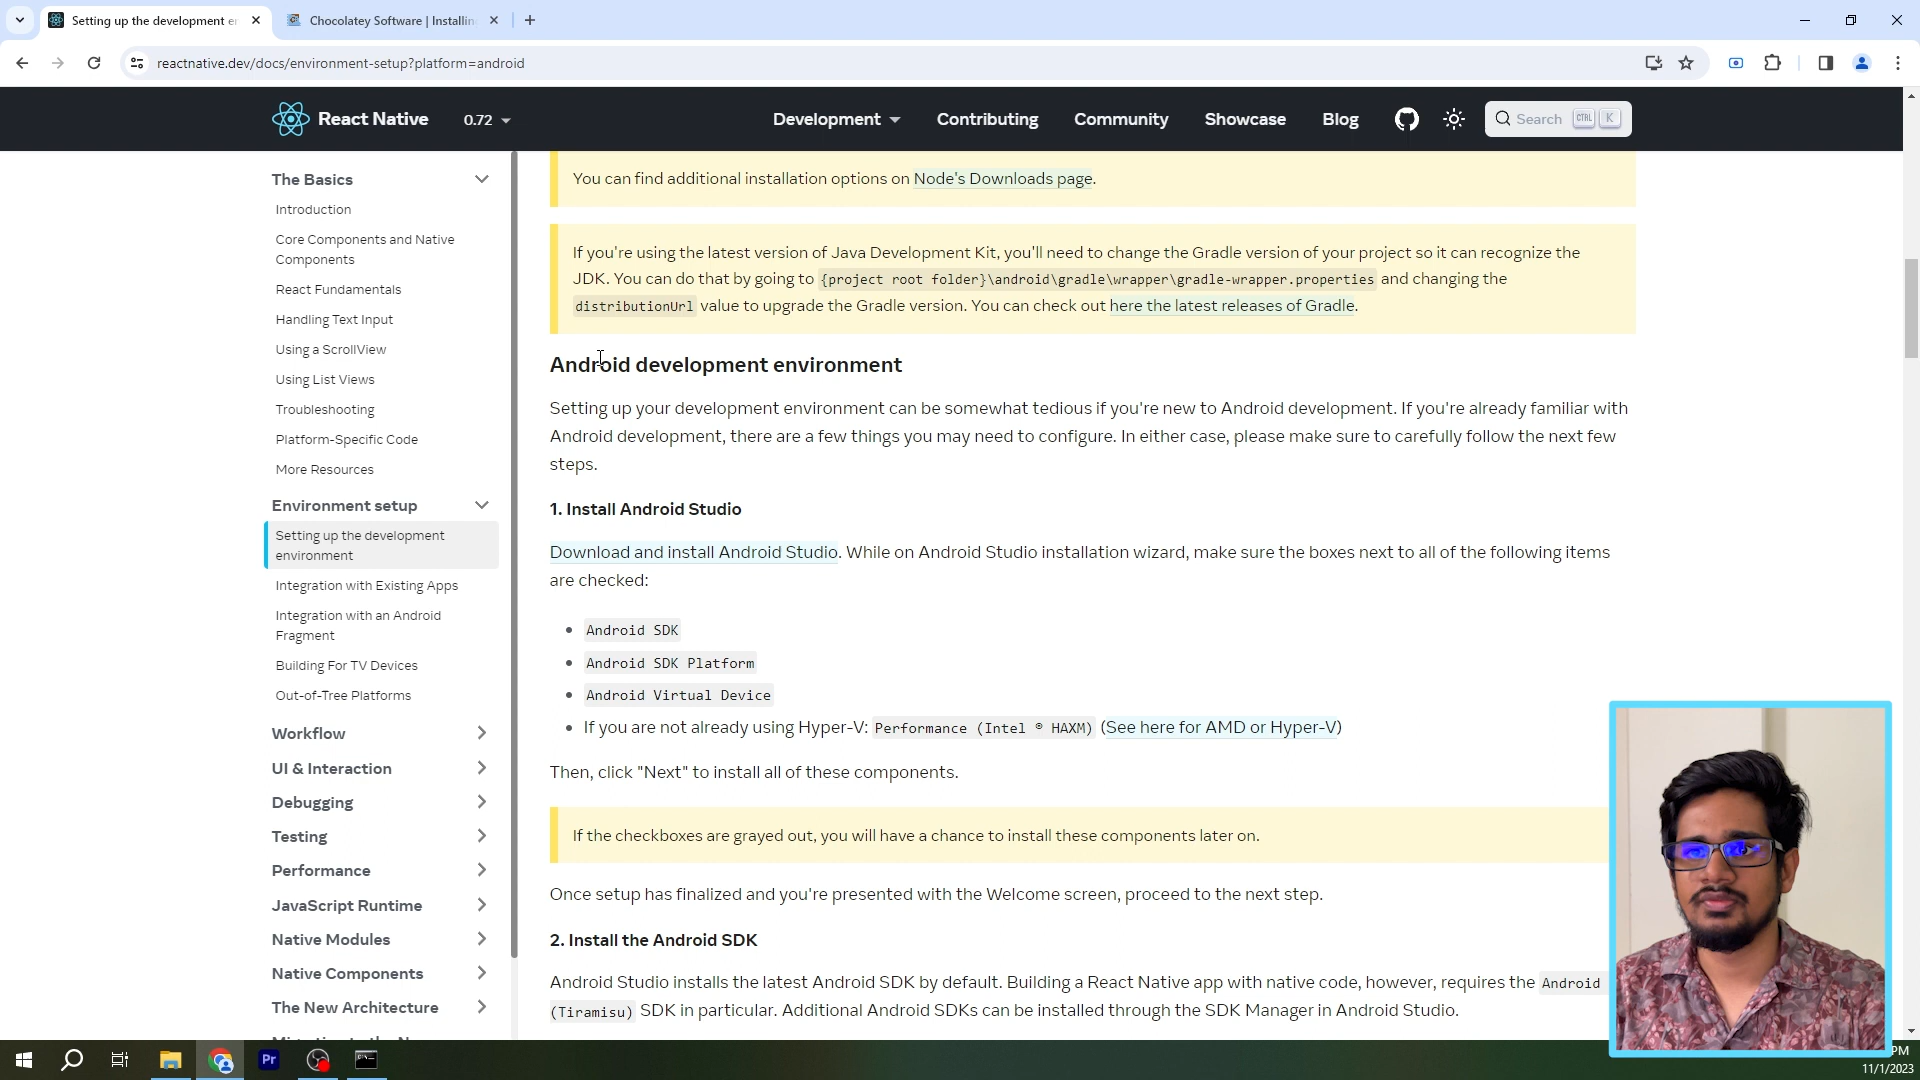 Setting up the development e
Chocolatey Software | Installin
reactnative.dev/docs/environment-setup?platform=android
React Native
0.72
Development
Contributing
Community
Showcase
Blog
Search
CTRL
K
The Basics
Introduction
Core Components and Native
Components
React Fundamentals
Handling Text Input
Using a ScrollView
Using List Views
Troubleshooting
Platform-Specific Code
More Resources
Environment setup
Setting up the development
environment
Integration with Existing Apps
Integration with an Android
Fragment
Building For TV Devices
Out-of-Tree Platforms
Workflow
UI & Interaction
Debugging
Testing
Performance
JavaScript Runtime
Native Modules
Native Components
The New Architecture
You can find additional installation options on Node's Downloads page.
If you're using the latest version of Java Development Kit, you'll need to change the Gradle version of your project so it can recognize the
JDK. You can do that by going to {project root folder}\android\gradle\wrapper\gradle-wrapper.properties and changing the
distributionUrl value to upgrade the Gradle version. You can check out here the latest releases of Gradle.
Android development environment
Setting up your development environment can be somewhat tedious if you're new to Android development. If you're already familiar with
Android development, there are a few things you may need to configure. In either case, please make sure to carefully follow the next few
steps.
1. Install Android Studio
Download and install Android Studio. While on Android Studio installation wizard, make sure the boxes next to all of the following items
are checked:
• Android SDK
• Android SDK Platform
• Android Virtual Device
• If you are not already using Hyper-V: Performance (Intel ® HAXM) (See here for AMD or Hyper-V)
Then, click "Next" to install all of these components.
If the checkboxes are grayed out, you will have a chance to install these components later on.
Once setup has finalized and you're presented with the Welcome screen, proceed to the next step.
2. Install the Android SDK
Android Studio installs the latest Android SDK by default. Building a React Native app with native code, however, requires the Android
(Tiramisu) SDK in particular. Additional Android SDKs can be installed through the SDK Manager in Android Studio.
Pr
PM
11/1/2023